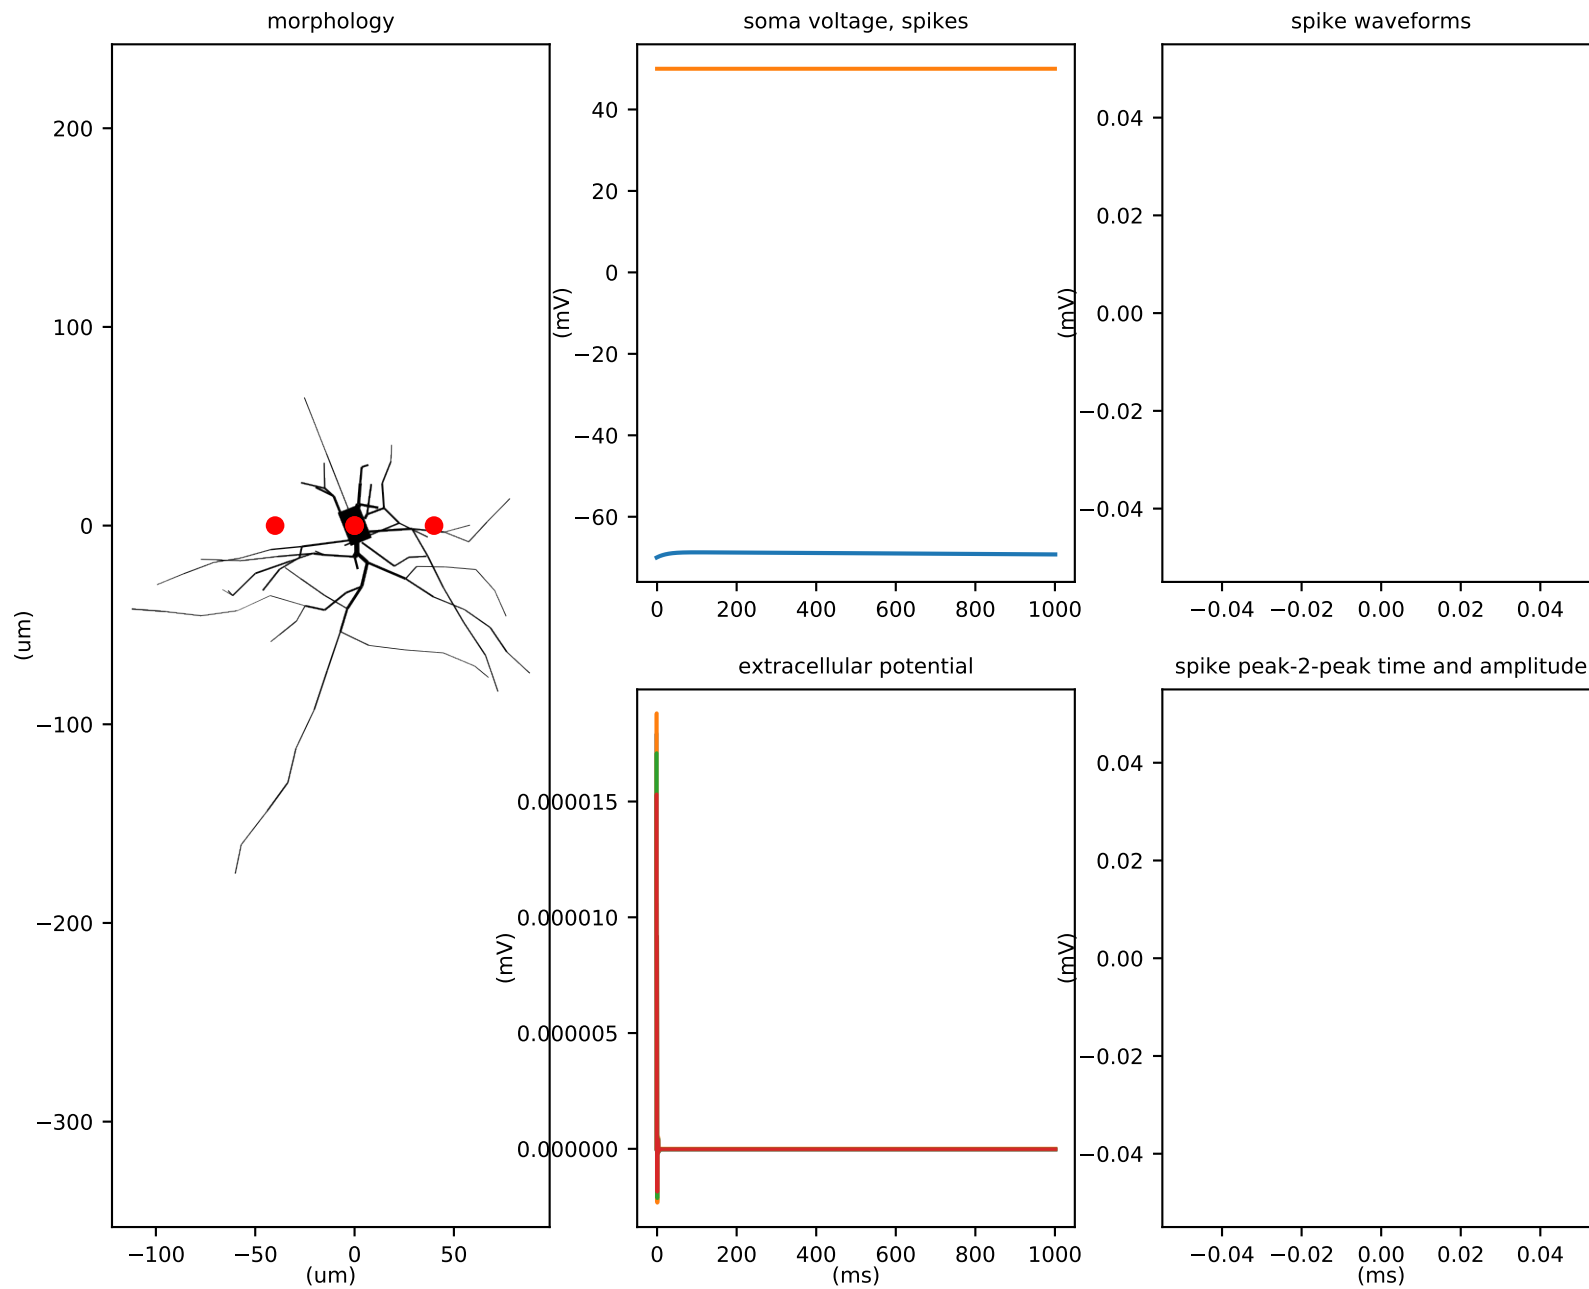 morphology
200
100
0
−100
−200
−300
(um)
−100 −50 0 50
(um)
soma voltage, spikes
40
20
0
−20
−40
−60
(mV)
0 200 400 600 800 1000
spike waveforms
0.04
0.02
0.00
−0.02
−0.04
(mV)
−0.04 −0.02 0.00 0.02 0.04
extracellular potential
0.000015
0.000010
0.000005
0.000000
(mV)
0 200 400 600 800 1000
(ms)
spike peak-2-peak time and amplitude
0.04
0.02
0.00
−0.02
−0.04
(mV)
−0.04 −0.02 0.00 0.02 0.04
(ms)